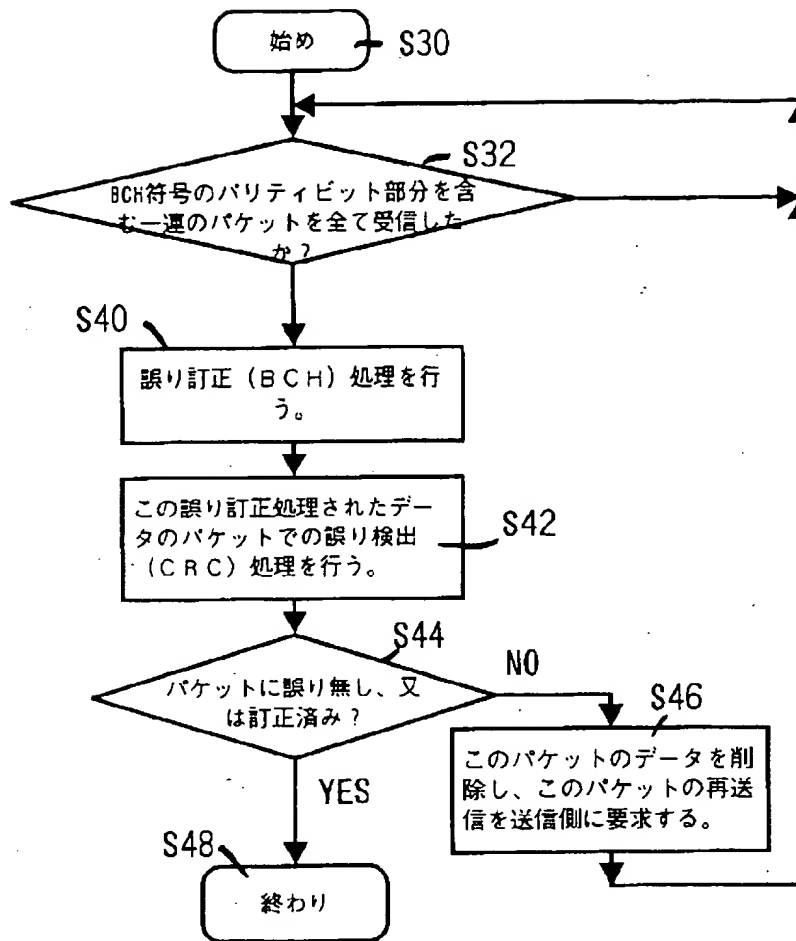 始め
S30
S32
BCH符号のパリティビット部分を含
む一連のパケットを全て受信した
か?
S40
誤り訂正(BCH)処理を行
う。
この誤り訂正処理されたデー
タのパケットでの誤り検出
(CRC)処理を行う。
S42
S44
パケットに誤り無し、又
は訂正済み?
NO
S46
このパケットのデータを削
除し、このパケットの再送
信を送信側に要求する。
YES
S48
終わり